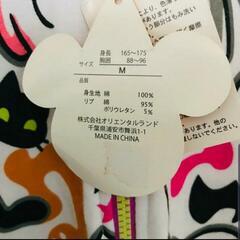 身長 165~175
胸囲 88~96
サイズ M
品質
身生地 綿 100%
リブ 綿 95%
ポリウレタン 5%
株式会社オリエンタルランド
千葉県浦安市舞浜1-1
MADE IN CHINA